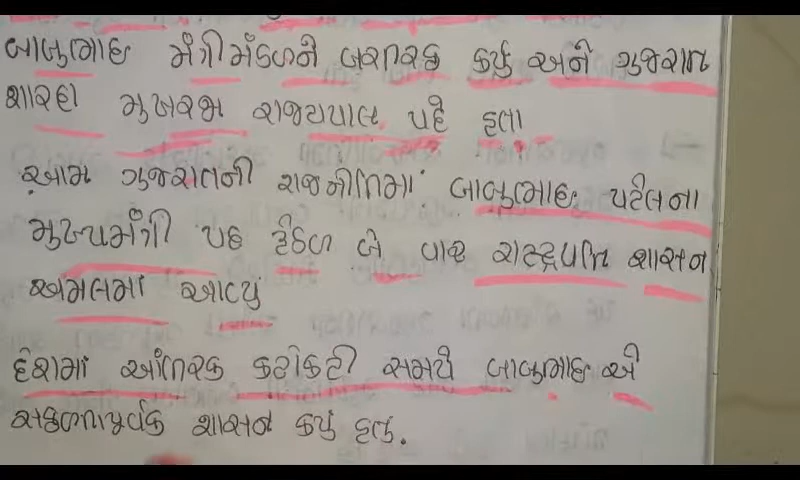 બાબુભાઇ મંત્રીમંડળને બરતરફ કર્યું અને ગુજરાત
શારદા મુખરજી રાજ્યપાલ પદે હતા
આમ ગુજરાતની રાજનીતિમાં બાબુભાઇ પટેલના
મુખ્યમંત્રી પદ હેઠળ બે વાર રાષ્ટ્રપતિ શાસન
અમલમાં આવ્યું
દેશમાં આંતરિક કટોકટી સમયે બાબુભાઇ એ
સફળતાપૂર્વક શાસન કર્યું હતું.